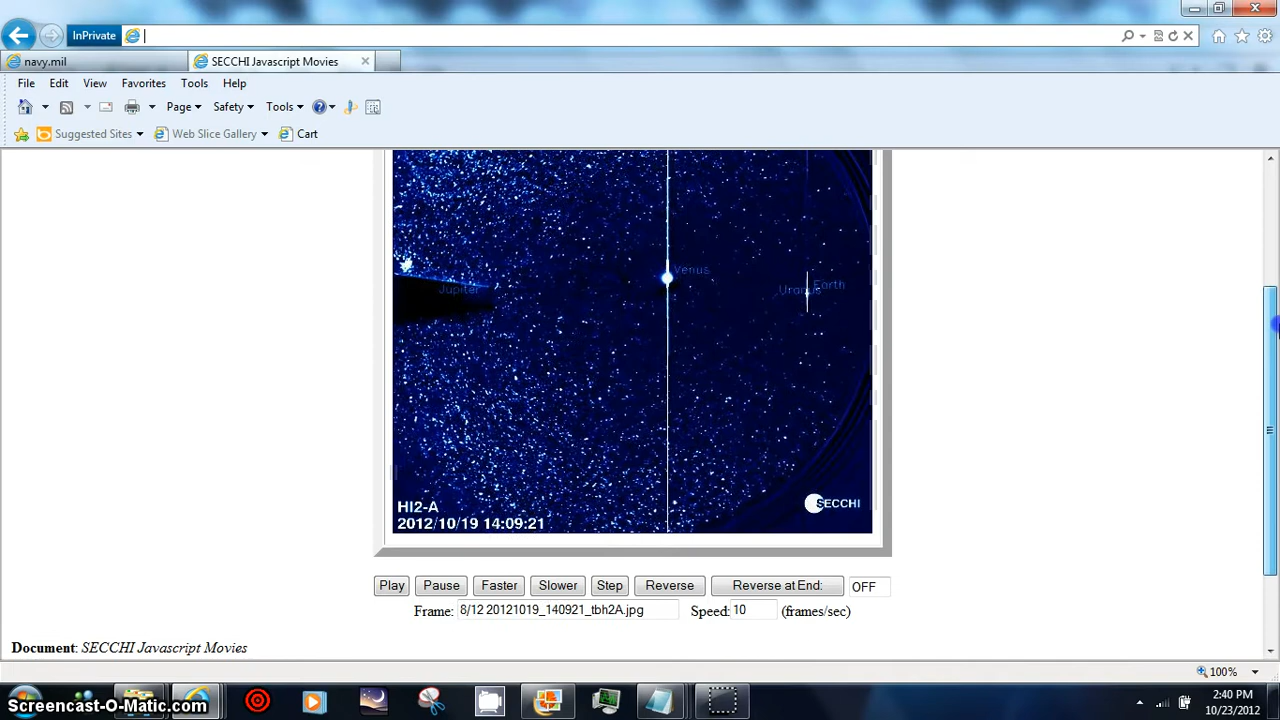 InPrivate
navy.mil
SECCHI Javascript Movies
File Edit View Favorites Tools Help
Page Safety Tools
Suggested Sites Web Slice Gallery Cart
Venus
Jupiter
Uranus
Earth
HI2-A
2012/10/19 14:09:21
SECCHI
Play Pause Faster Slower Step Reverse Reverse at End: OFF
Frame: 8/12 20121019_140921_tbh2A.jpg Speed: 10 (frames/sec)
Document: SECCHI Javascript Movies
100%
Screencast-O-Matic.com
2:40 PM
10/23/2012